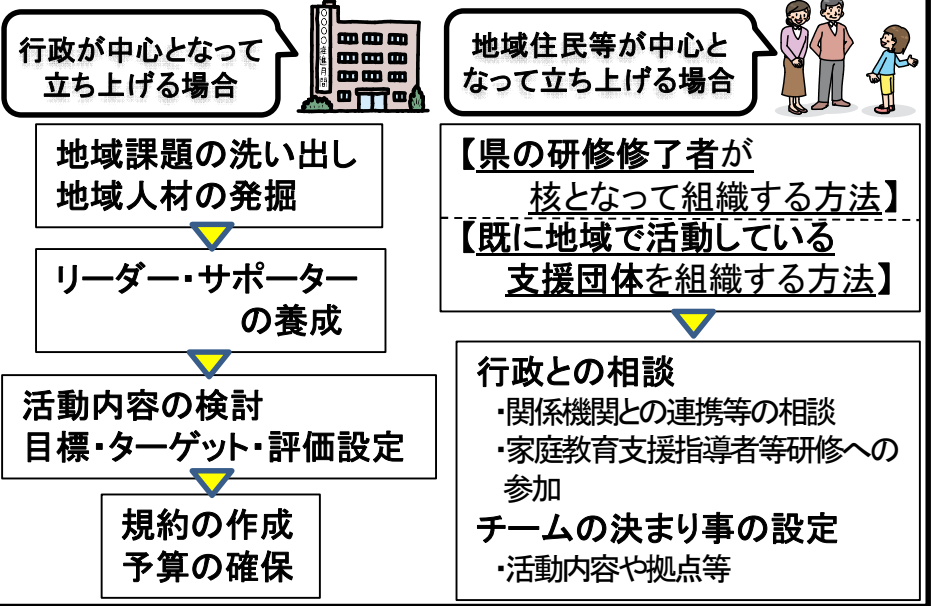 行政が中心となって
立ち上げる場合
地域課題の洗い出し
地域人材の発掘
リーダー・サポーター
の養成
活動内容の検討
目標・ターゲット・評価設定
規約の作成
予算の確保
地域住民等が中心と
なって立ち上げる場合
【県の研修修了者が
核となって組織する方法】
【既に地域で活動している
支援団体を組織する方法】
行政との相談
・関係機関との連携等の相談
・家庭教育支援指導者等研修への
参加
チームの決まり事の設定
・活動内容や拠点等